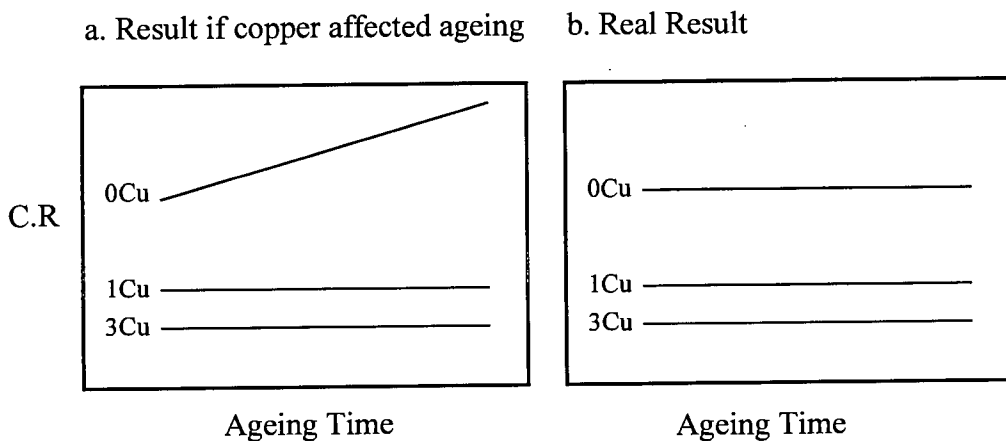 a. Result if copper affected ageing
b. Real Result
C.R
0Cu
1Cu
3Cu
Ageing Time
0Cu
1Cu
3Cu
Ageing Time